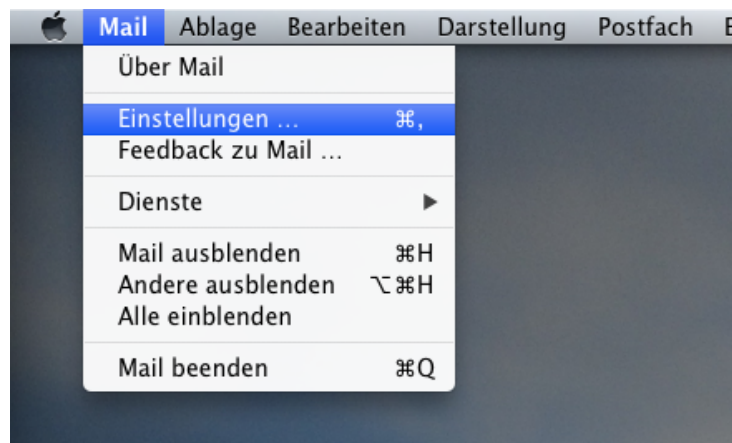 Mail Ablage Bearbeiten Darstellung Postfach
Über Mail
Einstellungen ... ⌘,
Feedback zu Mail ...
Dienste ▶
Mail ausblenden ⌘H
Andere ausblenden ⌥⌘H
Alle einblenden
Mail beenden ⌘Q